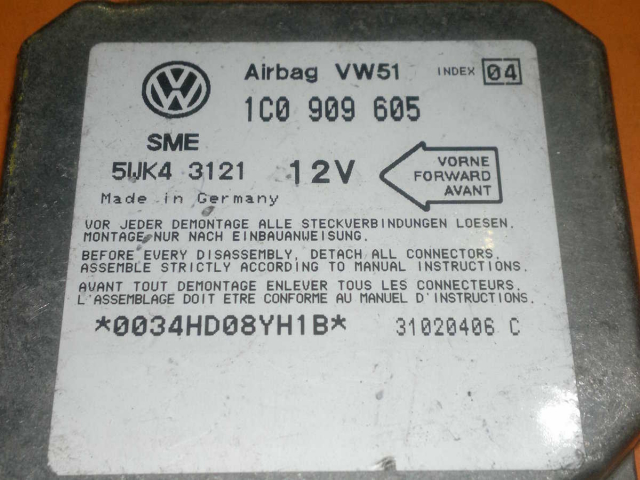 Airbag VW51 INDEX 04
1C0 909 605
SME
5WK4 3121 12V
VORNE
FORWARD
AVANT
Made in Germany
VOR JEDER DEMONTAGE ALLE STECKVERBINDUNGEN LOESEN.
MONTAGE NUR NACH EINBAUANWEISUNG.
BEFORE EVERY DISASSEMBLY, DETACH ALL CONNECTORS.
ASSEMBLE STRICTLY ACCORDING TO MANUAL INSTRUCTIONS.
AVANT TOUT DEMONTAGE ENLEVER TOUS LES CONNECTEURS.
L'ASSEMBLAGE DOIT ETRE CONFORME AU MANUEL D'INSTRUCTIONS.
*0034HD08YH1B* 31020406 C